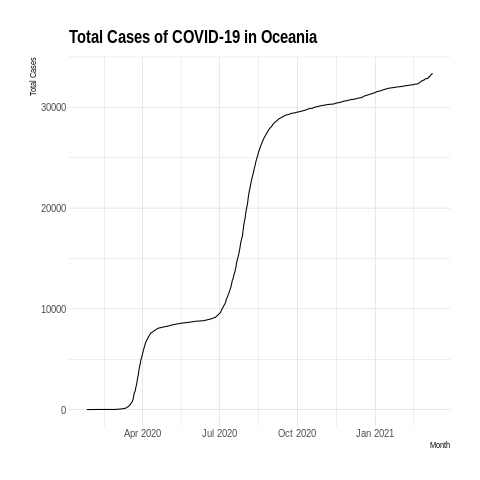 Total Cases of COVID-19 in Oceania
Total Cases
30000
20000
10000
0
Apr 2020 Jul 2020 Oct 2020 Jan 2021
Month